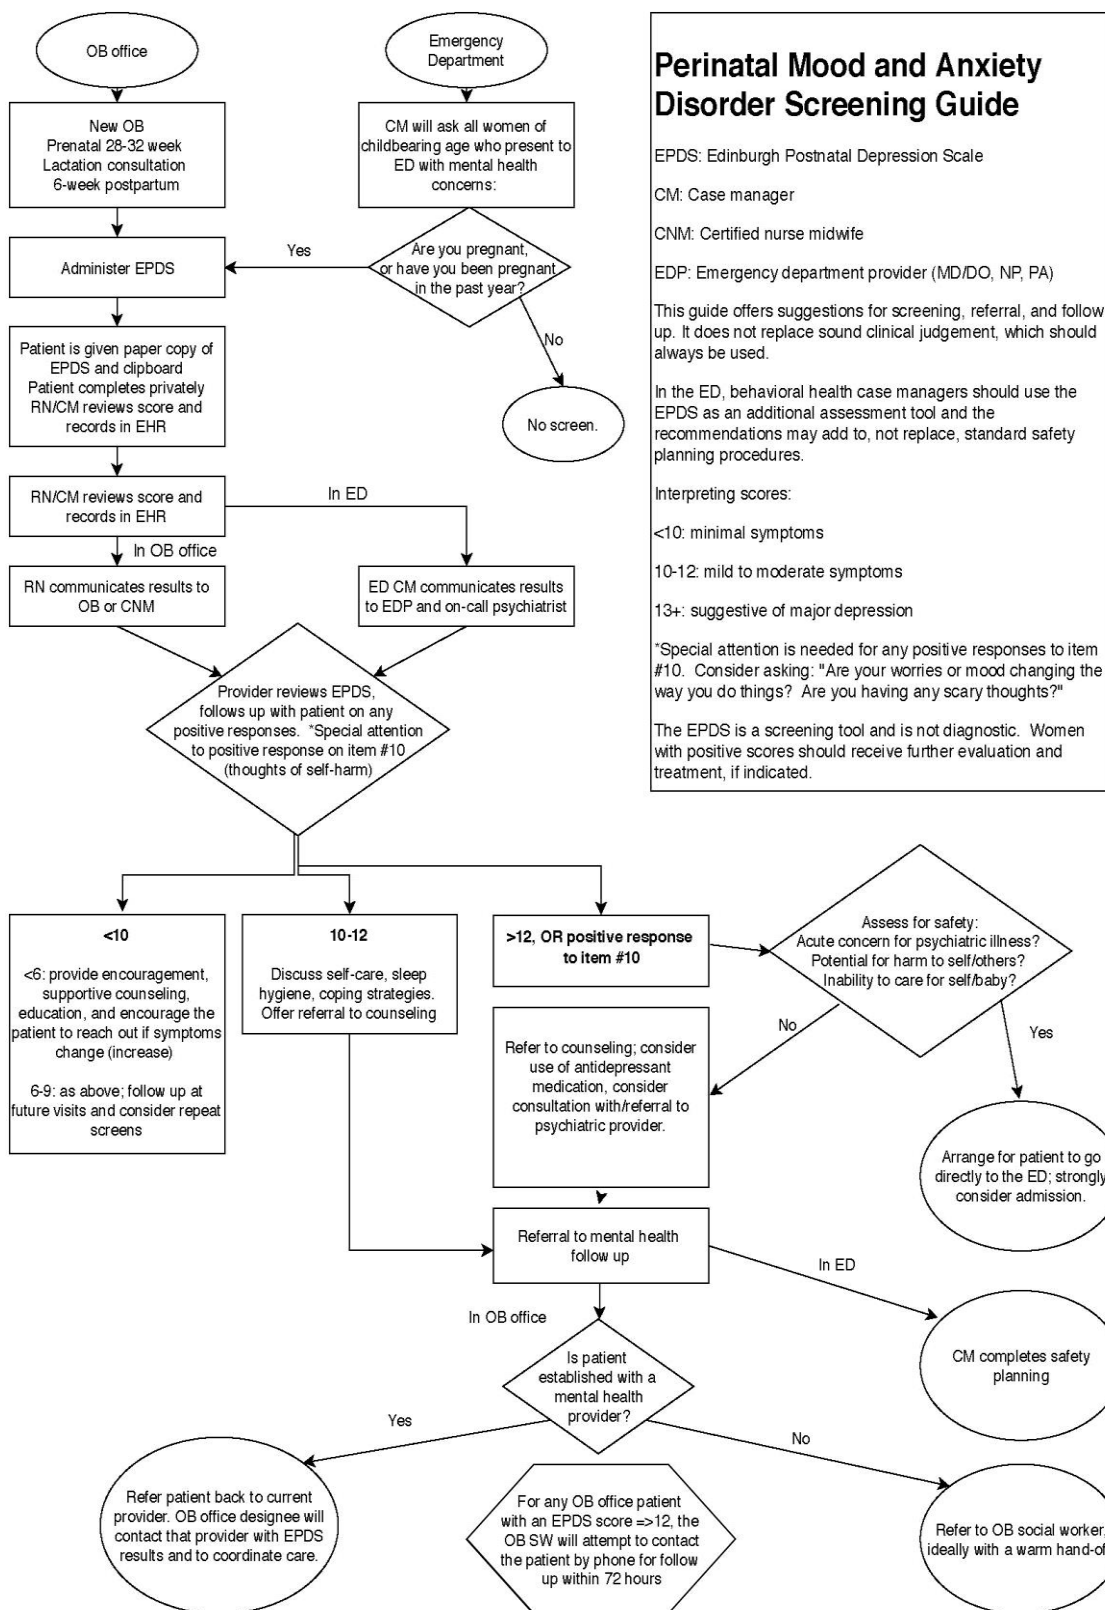 OB office
Emergency
Department
Perinatal Mood and Anxiety
Disorder Screening Guide
EPDS: Edinburgh Postnatal Depression Scale
CM: Case manager
CNM: Certified nurse midwife
EDP: Emergency department provider (MD/DO, NP, PA)
This guide offers suggestions for screening, referral, and follow
up. It does not replace sound clinical judgement, which should
always be used.
In the ED, behavioral health case managers should use the
EPDS as an additional assessment tool and the
recommendations may add to, not replace, standard safety
planning procedures.
Interpreting scores:
<10: minimal symptoms
10-12: mild to moderate symptoms
13+: suggestive of major depression
*Special attention is needed for any positive responses to item
#10. Consider asking: "Are your worries or mood changing the
way you do things? Are you having any scary thoughts?"
The EPDS is a screening tool and is not diagnostic. Women
with positive scores should receive further evaluation and
treatment, if indicated.
New OB
Prenatal 28-32 week
Lactation consultation
6-week postpartum
CM will ask all women of
childbearing age who present to
ED with mental health
concerns:
Administer EPDS
Yes
Are you pregnant,
or have you been pregnant
in the past year?
No
No screen.
Patient is given paper copy of
EPDS and clipboard
Patient completes privately
RN/CM reviews score and
records in EHR
RN/CM reviews score and
records in EHR
In ED
In OB office
RN communicates results to
OB or CNM
ED CM communicates results
to EDP and on-call psychiatrist
Provider reviews EPDS,
follows up with patient on any
positive responses. *Special attention
to positive response on item #10
(thoughts of self-harm)
<10
<6: provide encouragement,
supportive counseling,
education, and encourage the
patient to reach out if symptoms
change (increase)
6-9: as above; follow up at
future visits and consider repeat
screens
10-12
Discuss self-care, sleep
hygiene, coping strategies.
Offer referral to counseling
>12, OR positive response
to item #10
Assess for safety:
Acute concern for psychiatric illness?
Potential for harm to self/others?
Inability to care for self/baby?
No
Yes
Refer to counseling; consider
use of antidepressant
medication, consider
consultation with/referral to
psychiatric provider.
Arrange for patient to go
directly to the ED; strongly
consider admission.
Referral to mental health
follow up
In ED
In OB office
CM completes safety
planning
Is patient
established with a
mental health
provider?
Yes
No
Refer patient back to current
provider. OB office designee will
contact that provider with EPDS
results and to coordinate care.
For any OB office patient
with an EPDS score =>12, the
OB SW will attempt to contact
the patient by phone for follow
up within 72 hours
Refer to OB social worker,
ideally with a warm hand-of